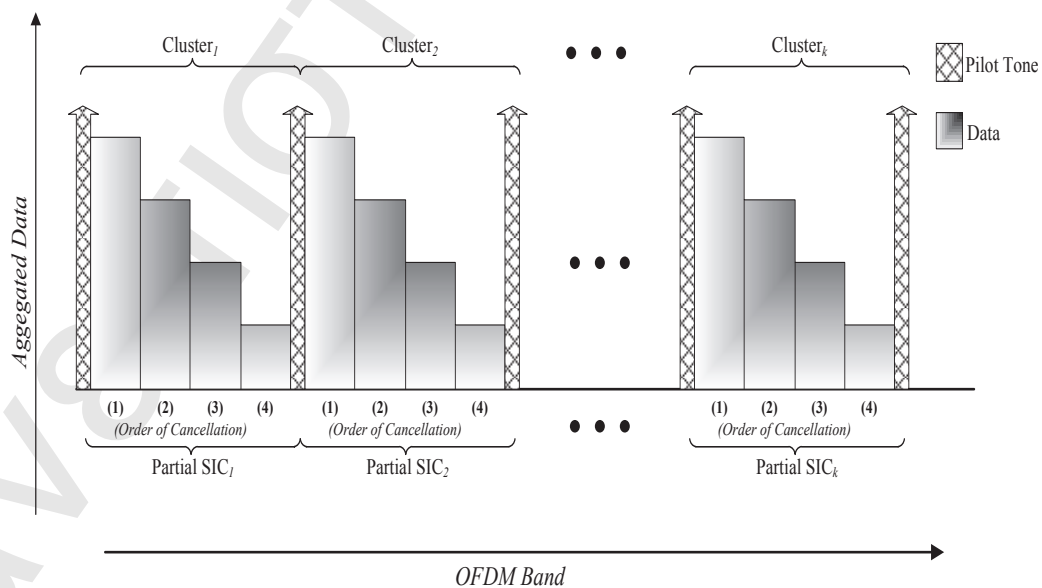 Cluster1 Cluster2 Clusterk
Pilot Tone
Data
Aggegated Data
(1) (2) (3) (4) (1) (2) (3) (4) (1) (2) (3) (4)
(Order of Cancellation) (Order of Cancellation) (Order of Cancellation)
Partial SIC1 Partial SIC2 Partial SICk
OFDM Band